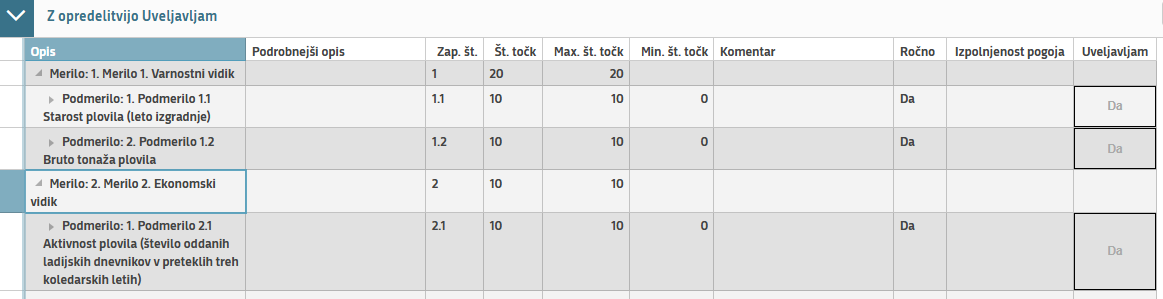 Z opredelitvijo Uveljavljam
Opis Podrobnejši opis Zap. št. Št. točk Max. št. točk Min. št. točk Komentar Ročno Izpolnjenost pogoja Uveljavljam
Merilo: 1. Merilo 1. Varnostni vidik 1 20 20
Podmerilo: 1. Podmerilo 1.1 1.1 10 10 0 Da Da
Starost plovila (leto izgradnje)
Podmerilo: 2. Podmerilo 1.2 1.2 10 10 0 Da Da
Bruto tonaža plovila
Merilo: 2. Merilo 2. Ekonomski 2 10 10
vidik
Podmerilo: 1. Podmerilo 2.1 2.1 10 10 0 Da
Aktivnost plovila (število oddanih
ladijskih dnevnikov v preteklih treh Da
koledarskih letih)